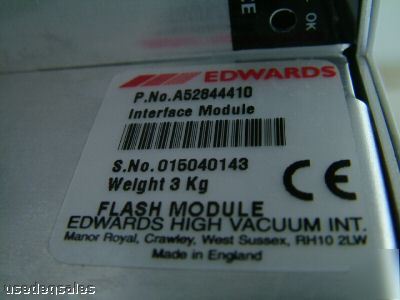 OK
EDWARDS
P.No.A52844410
Interface Module
S.No.015040143
Weight 3 Kg
CE
FLASH MODULE
EDWARDS HIGH VACUUM INT.
Manor Royal, Crawley, West Sussex, RH10 2LW
Made in England
usedeqsales